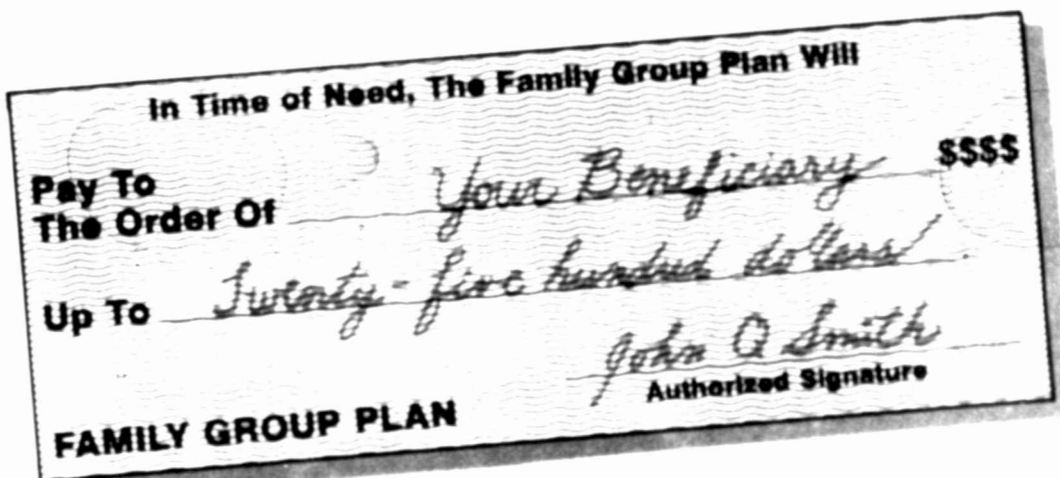 In Time of Need, The Family Group Plan Will
Pay To
The Order Of Your Beneficiary $$$$
Up To Twenty-five hundred dollars
John Q Smith
Authorized Signature
FAMILY GROUP PLAN